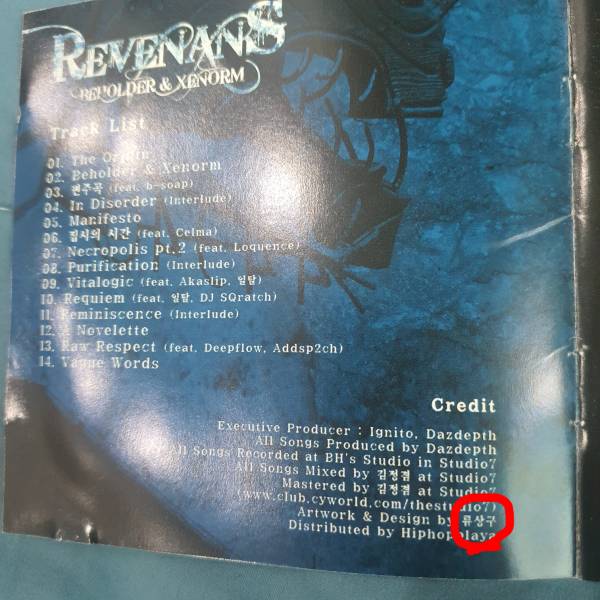 REVENANS
BEHOLDER & XENORM
Track List
01. The Origin
02. Beholder & Xenorm
03. 변주곡 (feat. b-soap)
04. In Disorder (Interlude)
05. Manifesto
06. 집시의 시간 (feat. Celma)
07. Necropolis pt.2 (feat. Loquence)
08. Purification (Interlude)
09. Vitalogic (feat. Akaslip, 일탈)
10. Requiem (feat. 일탈, DJ SQratch)
11. Reminiscence (Interlude)
12. A Novelette
13. Raw Respect (feat. Deepflow, Addsp2ch)
14. Vague Words
Credit
Executive Producer : Ignito, Dazdepth
All Songs Produced by Dazdepth
All Songs Recorded at BH's Studio in Studio7
All Songs Mixed by 김정겸 at Studio7
Mastered by 김정겸 at Studio7
(www.club.cyworld.com/thestudio7)
Artwork & Design by 류상구
Distributed by Hiphopplaya